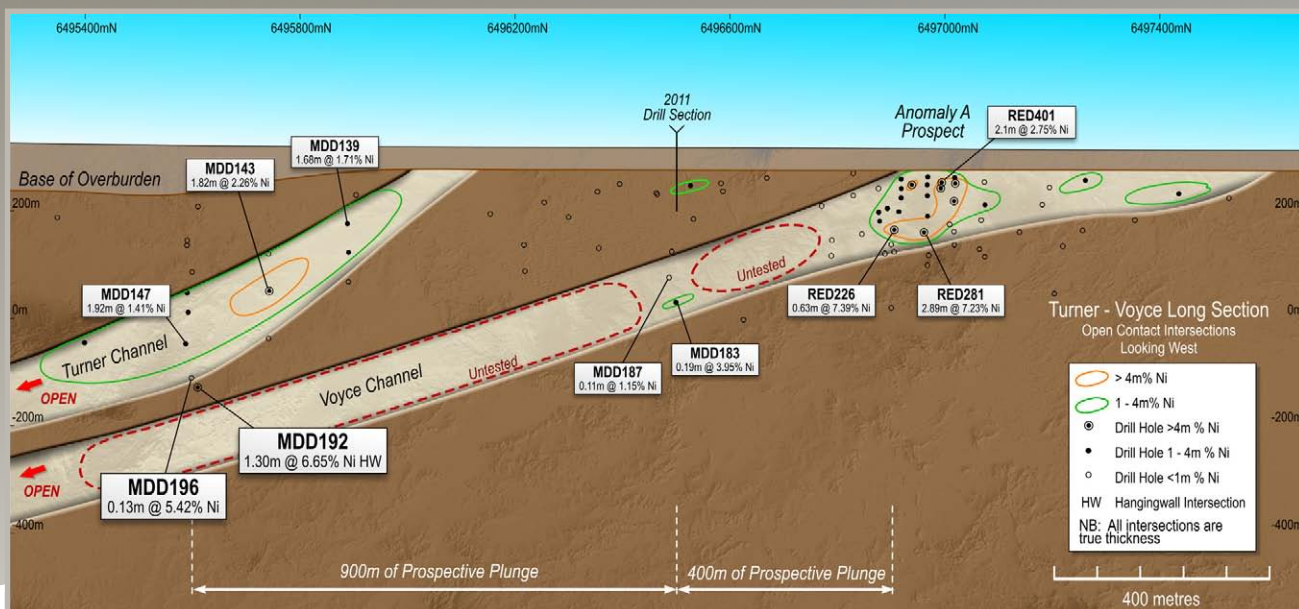 6495400mN
6495800mN
6496200mN
6496600mN
6497000mN
6497400mN
2011
Drill Section
Anomaly A
Prospect
RED401
2.1m @ 2.75% Ni
MDD139
1.68m @ 1.71% Ni
MDD143
1.82m @ 2.26% Ni
Base of Overburden
200m
200m
Untested
MDD147
1.92m @ 1.41% Ni
RED226
0.63m @ 7.39% Ni
RED281
2.89m @ 7.23% Ni
0m
0m
Turner Channel
Voyce Channel
Untested
MDD187
0.11m @ 1.15% Ni
MDD183
0.19m @ 3.95% Ni
OPEN
-200m
-200m
MDD192
1.30m @ 6.65% Ni HW
MDD196
0.13m @ 5.42% Ni
OPEN
-400m
-400m
900m of Prospective Plunge
400m of Prospective Plunge
Turner - Voyce Long Section
Open Contact Intersections
Looking West
> 4m% Ni
1 - 4m% Ni
Drill Hole >4m % Ni
Drill Hole 1 - 4m % Ni
Drill Hole <1m % Ni
HW Hangingwall Intersection
NB: All intersections are
true thickness
400 metres